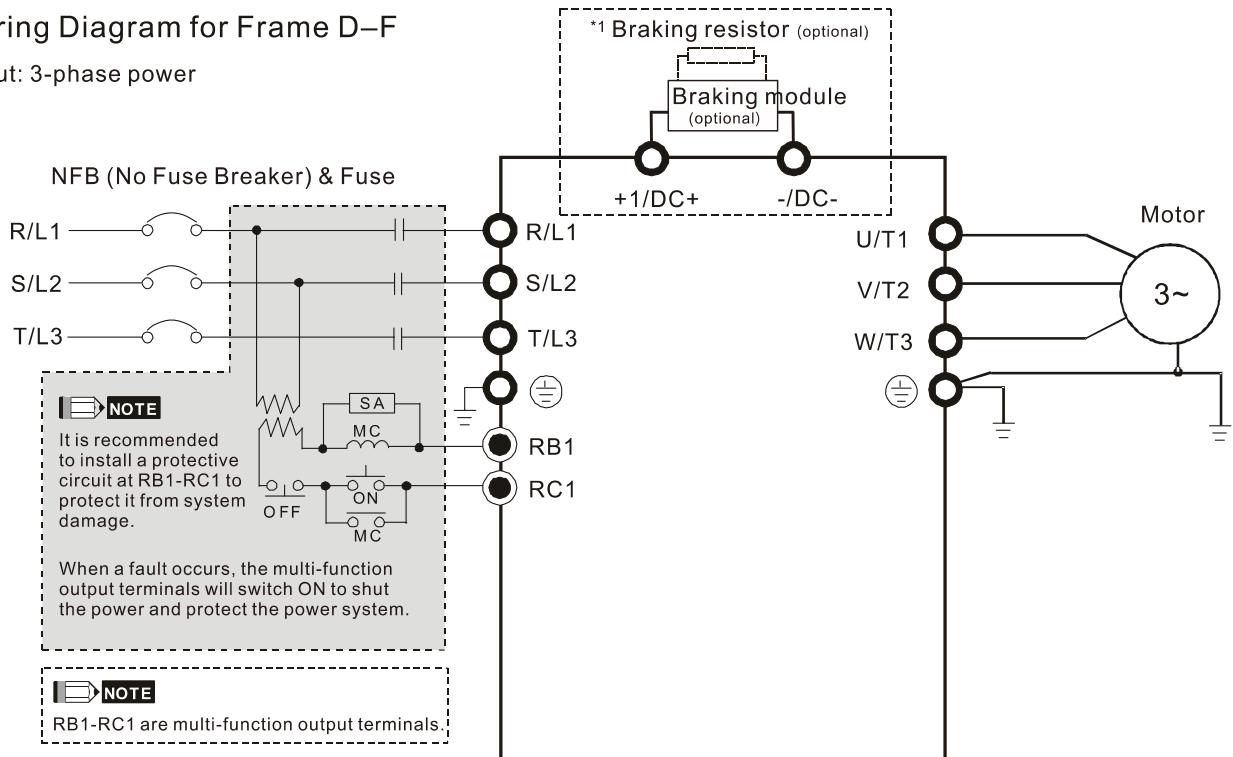 ring Diagram for Frame D–F
ut: 3-phase power
*1 Braking resistor (optional)
Braking module
(optional)
+1/DC+
-/DC-
NFB (No Fuse Breaker) & Fuse
Motor
R/L1
R/L1
U/T1
S/L2
S/L2
V/T2
3~
T/L3
T/L3
W/T3
NOTE
It is recommended
to install a protective
circuit at RB1-RC1 to
protect it from system
damage.
SA
MC
RB1
RC1
OFF
ON
MC
When a fault occurs, the multi-function
output terminals will switch ON to shut
the power and protect the power system.
NOTE
RB1-RC1 are multi-function output terminals.